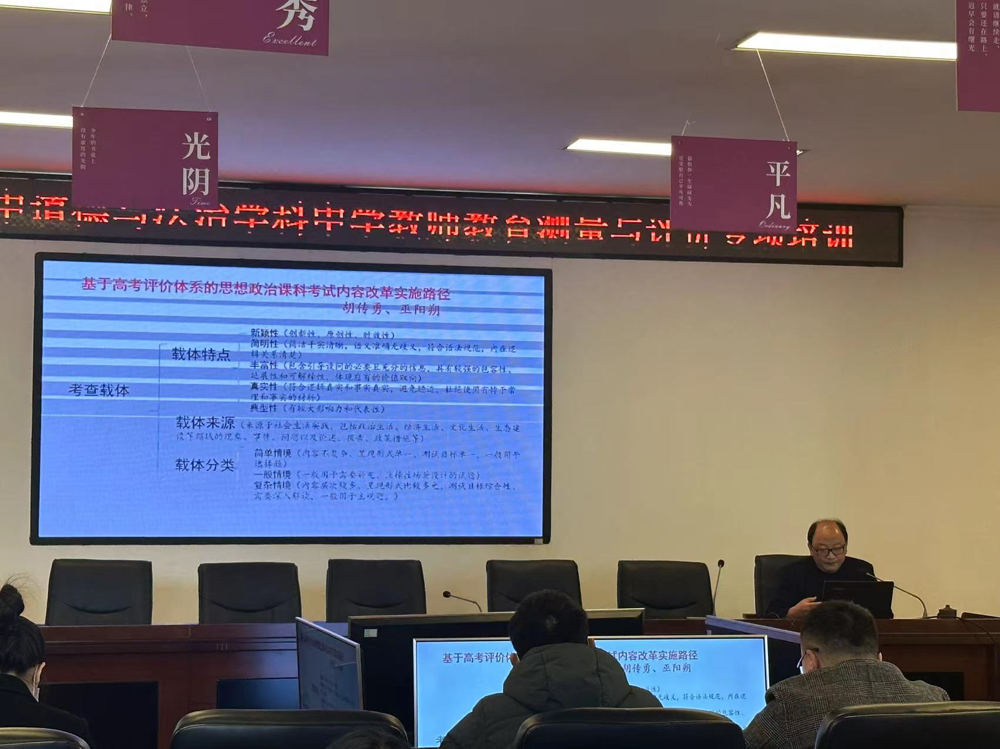 独立，
律。
秀
Excellent
就请继续走，
只要还在路上，
迟早会有曙光
少年的书桌上
没有虚度的光阴
光阴
Time
最怕你一生碌碌无为
还安慰自己平凡可贵
平凡
Ordinary
中道德与法治学科中学教师教育测量与评价专项培训
基于高考评价体系的思想政治课科考试内容改革实施路径
胡传勇、巫阳朔
考查载体
载体特点
新颖性（创新性、原创性、时效性）
简明性（简洁平实清晰，语义准确无歧义，符合语法规范，内在逻
辑关系清楚）
丰富性（包含引导设问的必要且充分的信息，具有较强的包容性、
延展性和可解释性，体现应有的价值取向）
真实性（符合逻辑真实和事实真实，避免臆造，杜绝使用有悖于常
理和事实的材料）
典型性（有较大影响力和代表性）
载体来源（来源于社会生活实践，包括政治生活、经济生活、文化生活、生态建
设等领域的现象、事件、问题以及论述、报告、政策措施等）
载体分类
简单情境（内容不复杂、呈现形式单一、测试目标单一，一般用于
选择题）
一般情境（一般用于需要补充、选择性场景设计的试题）
复杂情境（内容层次较多、呈现形式比较多元，测试目标综合性，
需要深入解读，一般用于主观题。）
基于高考评价体
试内容改革实施路径
胡传勇、巫阳朔
效性）
无歧义，符合语法规范，内在逻
的包容性、